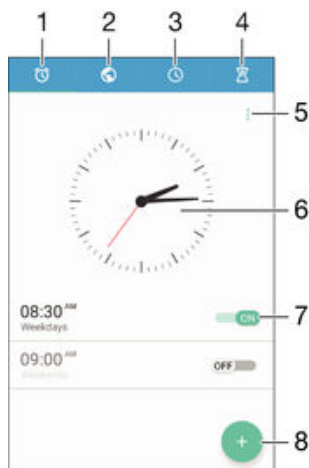 1 2 3 4
5
6
08:30 AM
ON
7
Weekdays
09:00 AM
OFF
Weekends
+
8